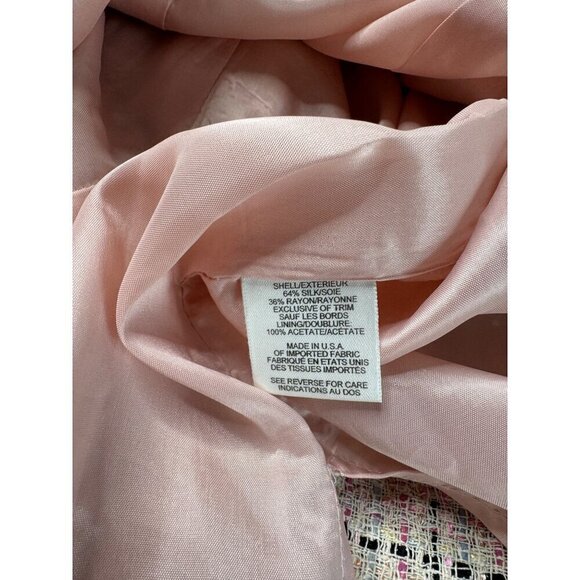 SHELL/EXTERIEUR
64% SILK/SOIE
36% RAYON/RAYONNE
EXCLUSIVE OF TRIM
SAUF LES BORDS
LINING/DOUBLURE.
100% ACETATE/ACÉTATE
MADE IN U.S.A.
OF IMPORTED FABRIC
FABRIQUÉ EN ETATS UNIS
DES TISSUES IMPORTÉS
SEE REVERSE FOR CARE
INDICATIONS AU DOS